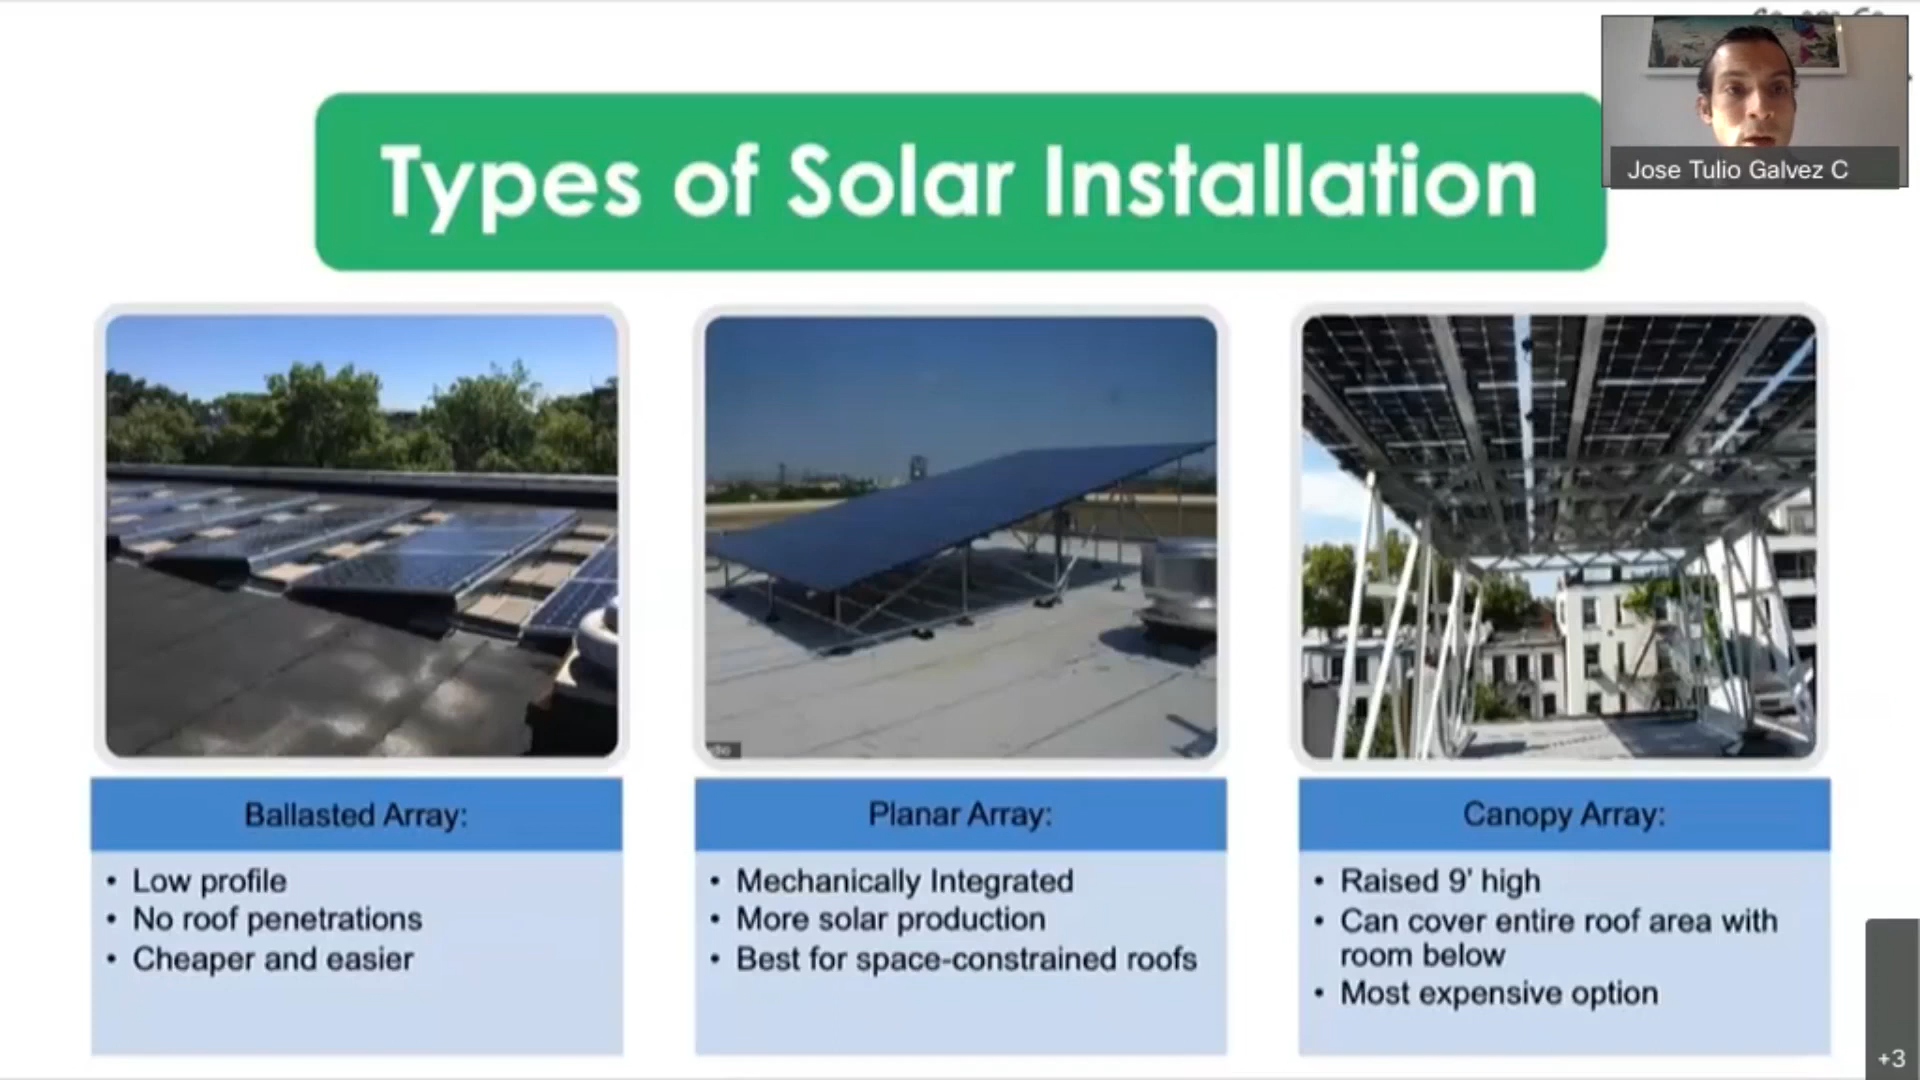 Types of Solar Installation
Jose Tulio Galvez C
Ballasted Array:
• Low profile
• No roof penetrations
• Cheaper and easier
Planar Array:
• Mechanically Integrated
• More solar production
• Best for space-constrained roofs
Canopy Array:
• Raised 9' high
• Can cover entire roof area with
room below
• Most expensive option
+3